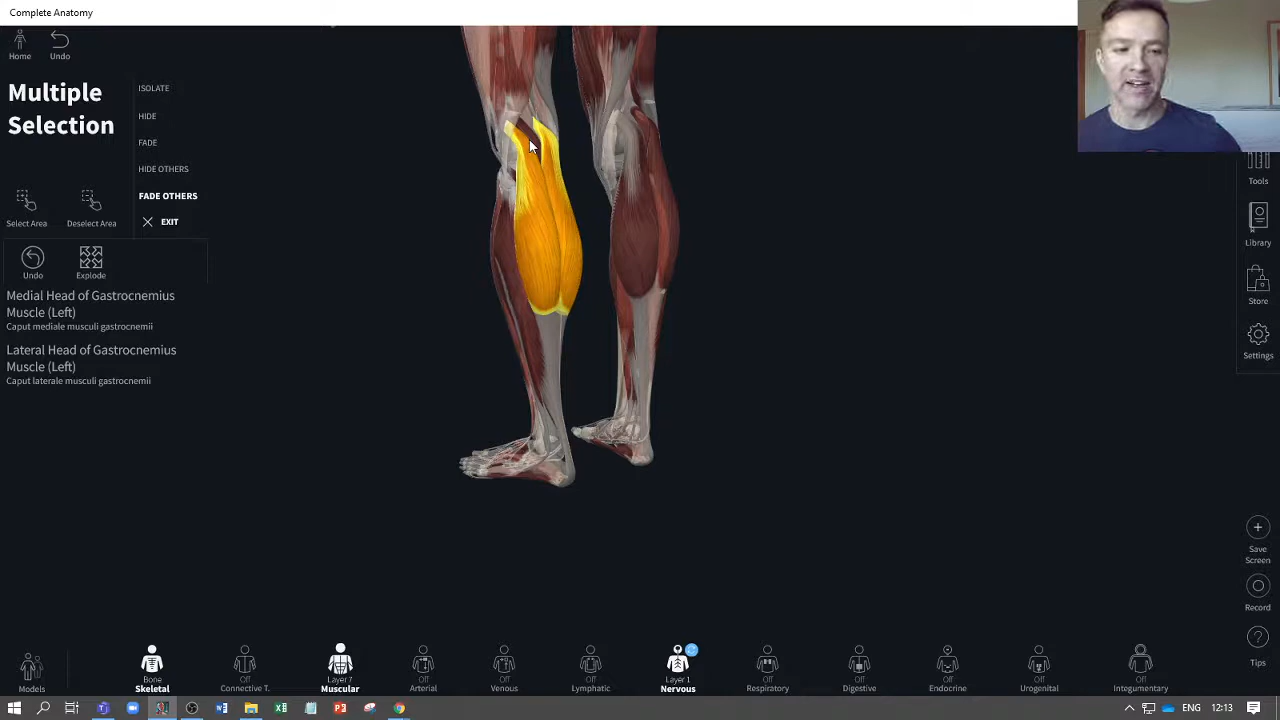 Complete Anatomy
Home
Undo
Multiple
Selection
ISOLATE
HIDE
FADE
HIDE OTHERS
FADE OTHERS
EXIT
Select Area
Deselect Area
Undo
Explode
Medial Head of Gastrocnemius
Muscle (Left)
Caput mediale musculi gastrocnemii
Lateral Head of Gastrocnemius
Muscle (Left)
Caput laterale musculi gastrocnemii
Tools
Library
Store
Settings
Save
Screen
Record
Tips
Models
Bone
Skeletal
Off
Connective T.
Layer 7
Muscular
Off
Arterial
Off
Venous
Off
Lymphatic
Layer 1
Nervous
Off
Respiratory
Off
Digestive
Off
Endocrine
Off
Urogenital
Off
Integumentary
ENG
12:13